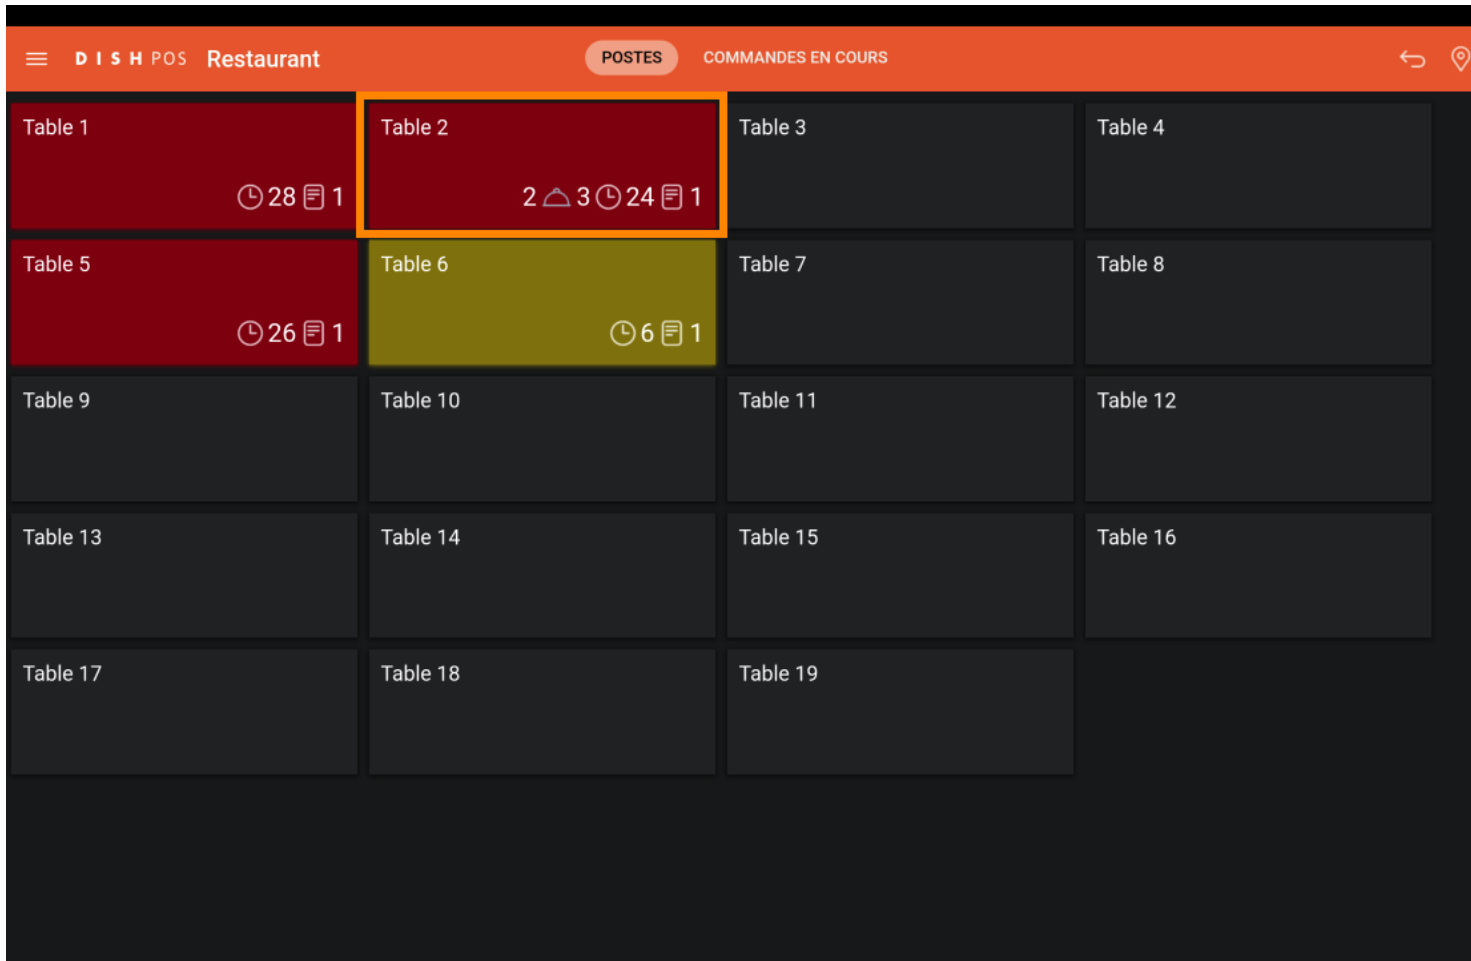 DISH POS Restaurant POSTES COMMANDES EN COURS
Table 1
28 1
Table 2
2 3 24 1
Table 3
Table 4
Table 5
26 1
Table 6
6 1
Table 7
Table 8
Table 9
Table 10
Table 11
Table 12
Table 13
Table 14
Table 15
Table 16
Table 17
Table 18
Table 19